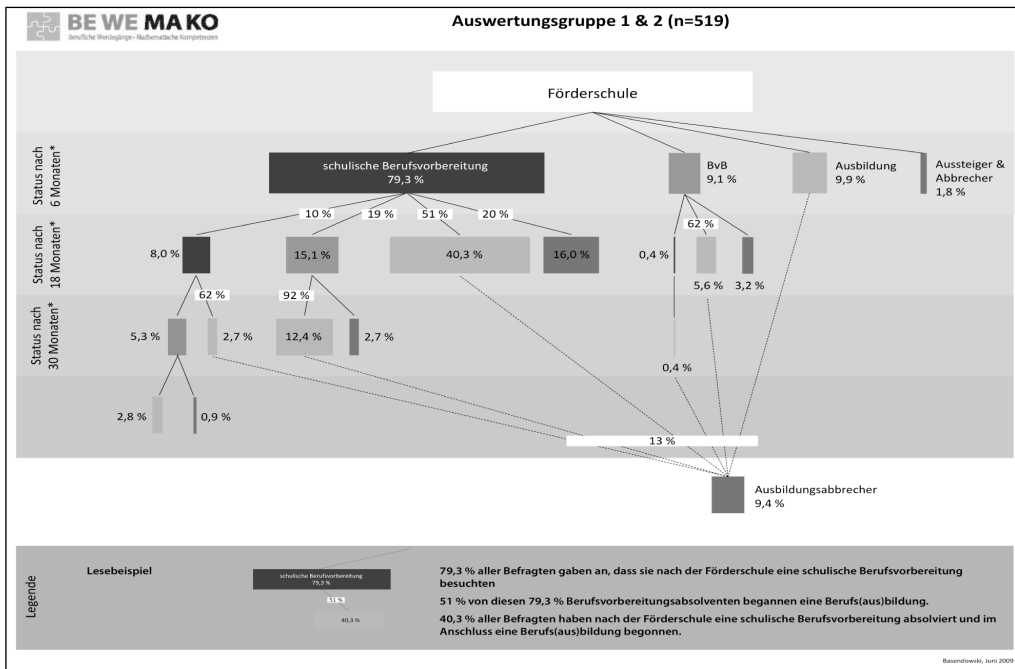 BE WE MA KO
Berufliche Werdegänge - Mathematische Kompetenzen
Auswertungsgruppe 1 & 2 (n=519)
Förderschule
Status nach
6 Monaten*
schulische Berufsvorbereitung
79,3 %
BvB
9,1 %
Ausbildung
9,9 %
Aussteiger &
Abbrecher
1,8 %
10 %
19 %
51 %
20 %
62 %
Status nach
18 Monaten*
8,0 %
15,1 %
40,3 %
16,0 %
0,4 %
5,6 %
3,2 %
62 %
92 %
Status nach
30 Monaten*
5,3 %
2,7 %
12,4 %
2,7 %
0,4 %
2,8 %
0,9 %
13 %
Ausbildungsabbrecher
9,4 %
Legende
Lesebeispiel
schulische Berufsvorbereitung
79,3 %
51 %
40,3 %
79,3 % aller Befragten gaben an, dass sie nach der Förderschule eine schulische Berufsvorbereitung
besuchten
51 % von diesen 79,3 % Berufsvorbereitungsabsolventen begannen eine Berufs(aus)bildung.
40,3 % aller Befragten haben nach der Förderschule eine schulische Berufsvorbereitung absolviert und im
Anschluss eine Berufs(aus)bildung begonnen.
Basendowski, Juni 2009